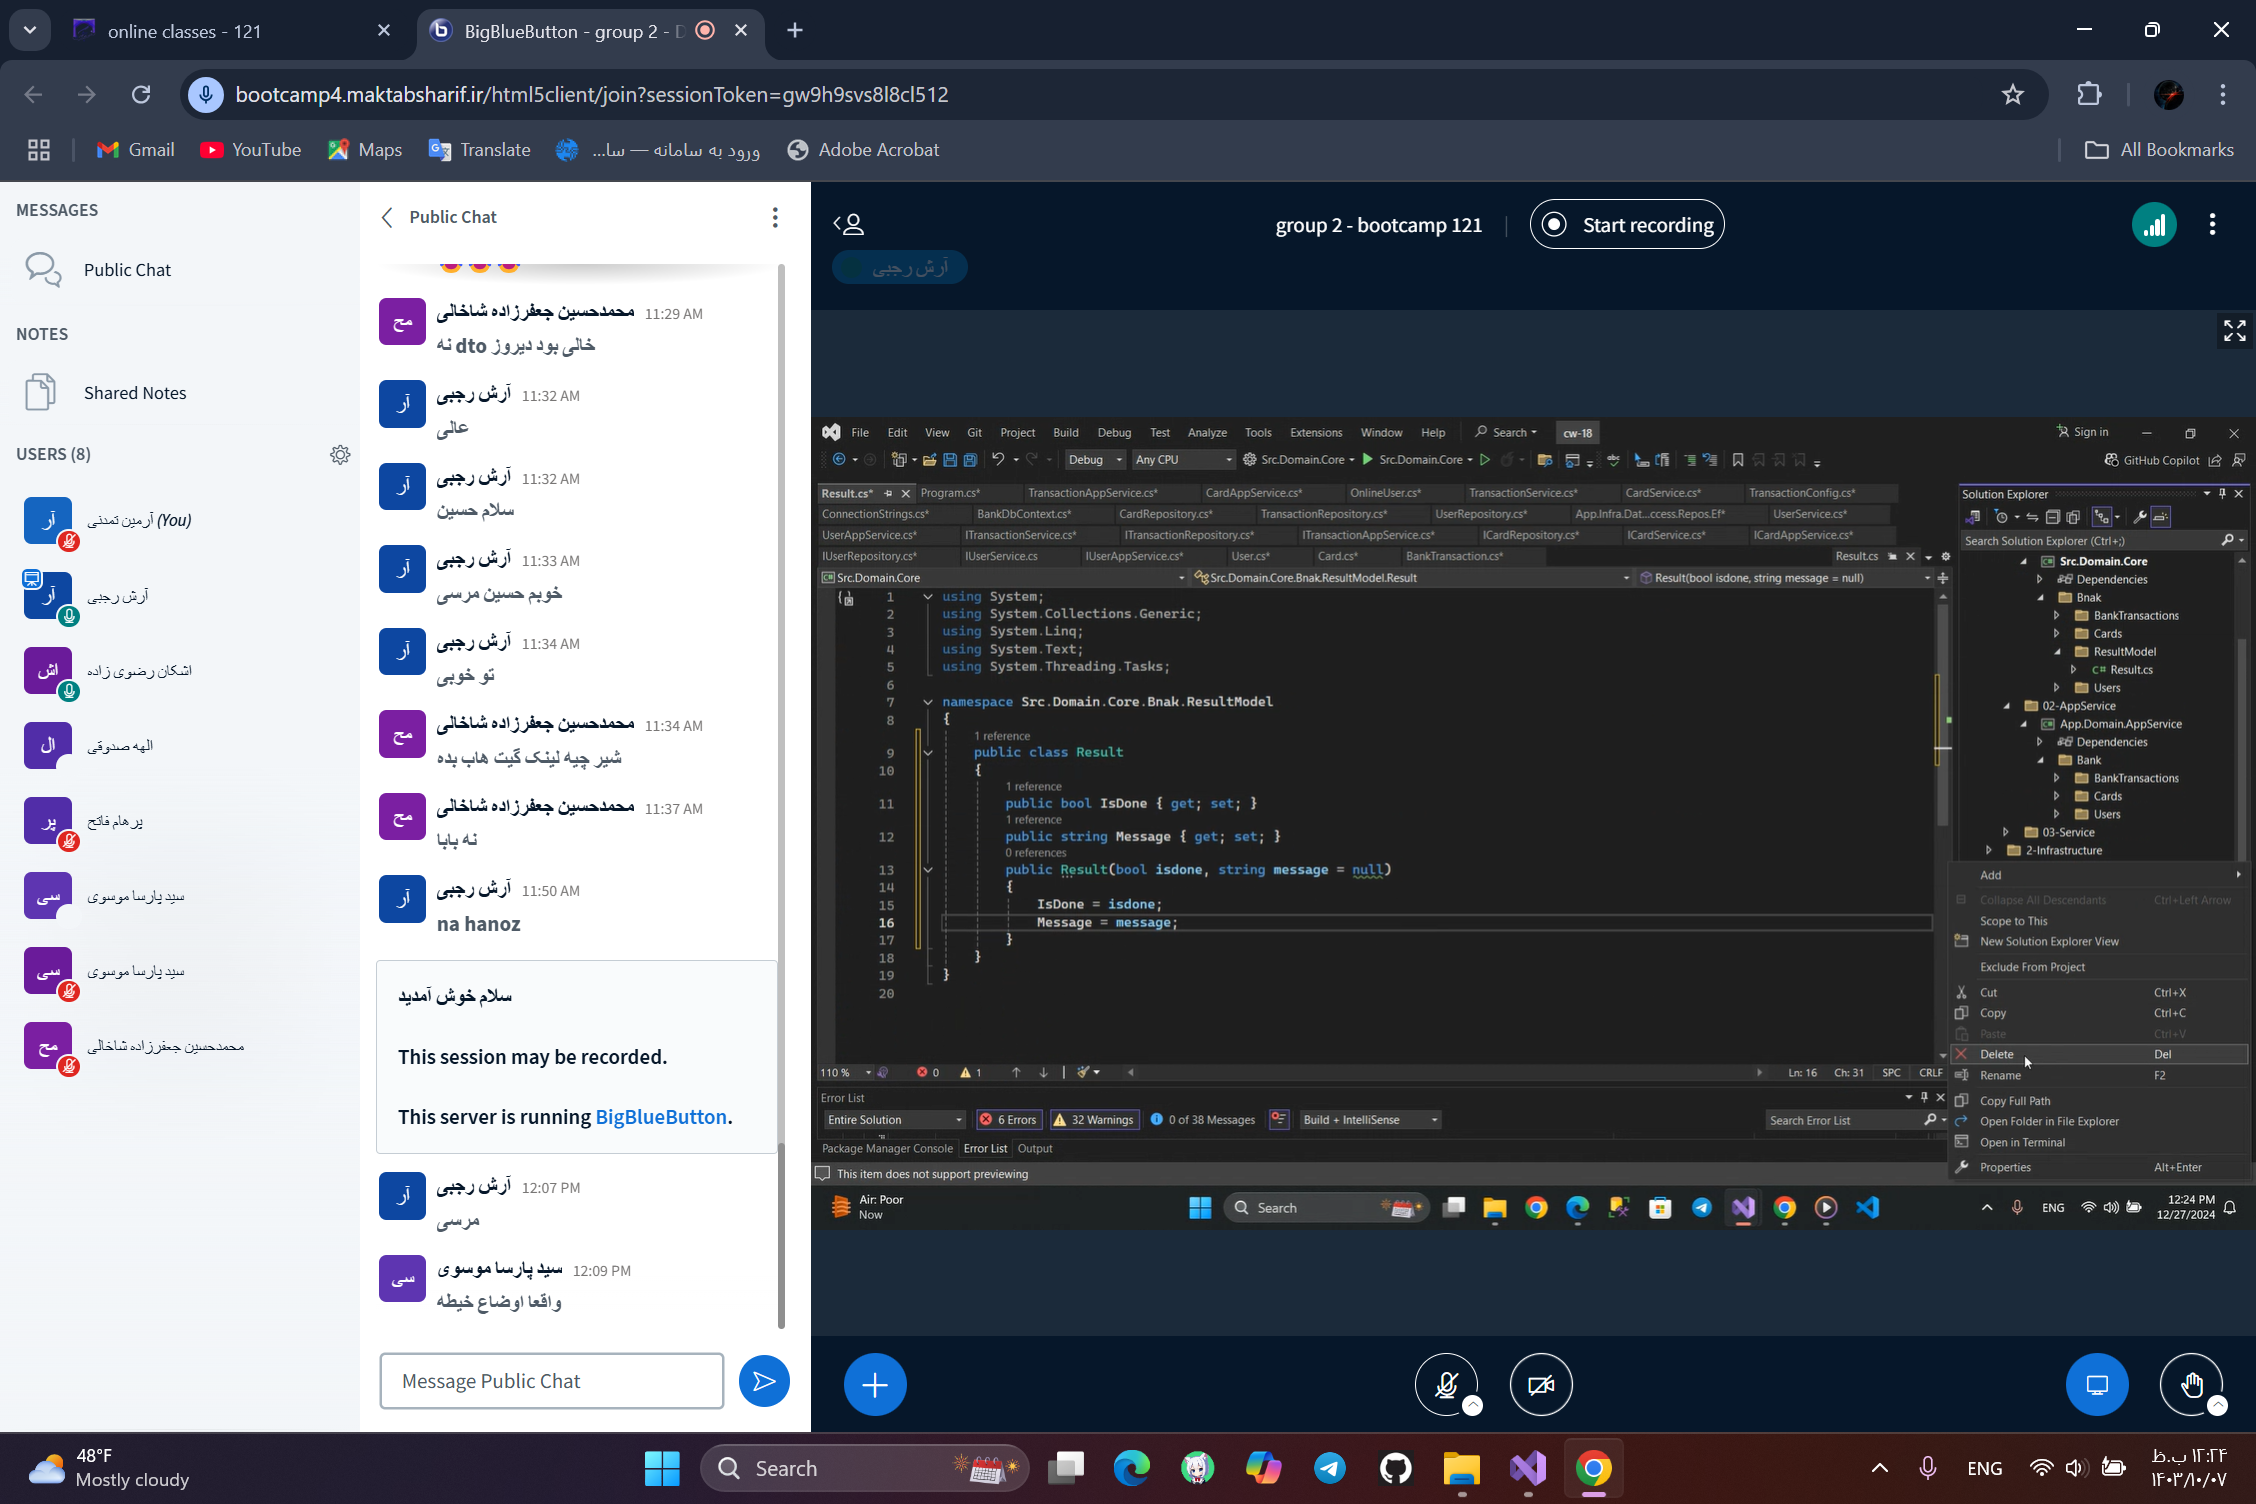 online classes - 121
BigBlueButton - group 2 - D
bootcamp4.maktabsharif.ir/html5client/join?sessionToken=gw9h9svs8l8cl512
Gmail
YouTube
Maps
Translate
ورود به سامانه — سا...
Adobe Acrobat
All Bookmarks
MESSAGES
Public Chat
NOTES
Shared Notes
USERS (8)
آرمین تمدنی (You)
آرش رجبی
اشکان رضوی زاده
الهه صدوقی
پرهام فاتح
سید پارسا موسوی
سید پارسا موسوی
محمدحسین جعفرزاده شاخالی
Public Chat
محمدحسین جعفرزاده شاخالی 11:29 AM
خالی بود دیروز dto نه
آرش رجبی 11:32 AM
عالی
آرش رجبی 11:32 AM
سلام حسین
آرش رجبی 11:33 AM
خوبم حسین مرسی
آرش رجبی 11:34 AM
تو خوبی
محمدحسین جعفرزاده شاخالی 11:34 AM
شیر چیه لینک گیت هاب بده
محمدحسین جعفرزاده شاخالی 11:37 AM
نه بابا
آرش رجبی 11:50 AM
na hanoz
سلام خوش آمدید
This session may be recorded.
This server is running BigBlueButton.
آرش رجبی 12:07 PM
مرسی
سید پارسا موسوی 12:09 PM
واقعا اوضاع خیطه
Message Public Chat
group 2 - bootcamp 121
Start recording
آرش رجبی
File Edit View Git Project Build Debug Test Analyze Tools Extensions Window Help Search cw-18
Sign in
Debug Any CPU Src.Domain.Core Src.Domain.Core
GitHub Copilot
Result.cs* Program.cs* TransactionAppService.cs* CardAppService.cs* OnlineUser.cs* TransactionService.cs* CardService.cs* TransactionConfig.cs*
ConnectionStrings.cs* BankDbContext.cs* CardRepository.cs* TransactionRepository.cs* UserRepository.cs* App.Infra.Dat...ccess.Repos.Ef* UserService.cs*
UserAppService.cs* ITransactionService.cs* ITransactionRepository.cs* ITransactionAppService.cs* ICardRepository.cs* ICardService.cs* ICardAppService.cs*
IUserRepository.cs* IUserService.cs IUserAppService.cs* User.cs* Card.cs* BankTransaction.cs* Result.cs
Src.Domain.Core Src.Domain.Core.Bnak.ResultModel.Result Result(bool isdone, string message = null)
1 using System;
2 using System.Collections.Generic;
3 using System.Linq;
4 using System.Text;
5 using System.Threading.Tasks;
6
7 namespace Src.Domain.Core.Bnak.ResultModel
8 {
1 reference
9 public class Result
10 {
1 reference
11 public bool IsDone { get; set; }
1 reference
12 public string Message { get; set; }
0 references
13 public Result(bool isdone, string message = null)
14 {
15 IsDone = isdone;
16 Message = message;
17 }
18 }
19 }
20
110 % 0 1 Ln: 16 Ch: 31 SPC CRLF
Error List
Entire Solution 6 Errors 32 Warnings 0 of 38 Messages Build + IntelliSense Search Error List
Package Manager Console Error List Output
This item does not support previewing
Solution Explorer
Search Solution Explorer (Ctrl+;)
Src.Domain.Core
Dependencies
Bnak
BankTransactions
Cards
ResultModel
C# Result.cs
Users
02-AppService
App.Domain.AppService
Dependencies
Bank
BankTransactions
Cards
Users
03-Service
2-Infrastructure
Add
Collapse All Descendants Ctrl+Left Arrow
Scope to This
New Solution Explorer View
Exclude From Project
Cut Ctrl+X
Copy Ctrl+C
Paste Ctrl+V
Delete Del
Rename F2
Copy Full Path
Open Folder in File Explorer
Open in Terminal
Properties Alt+Enter
Air: Poor
Now
Search
ENG
12:24 PM
12/27/2024
48°F
Mostly cloudy
Search
ENG
۱۲:۲۴ ب.ظ
۱۴۰۳/۱۰/۰۷